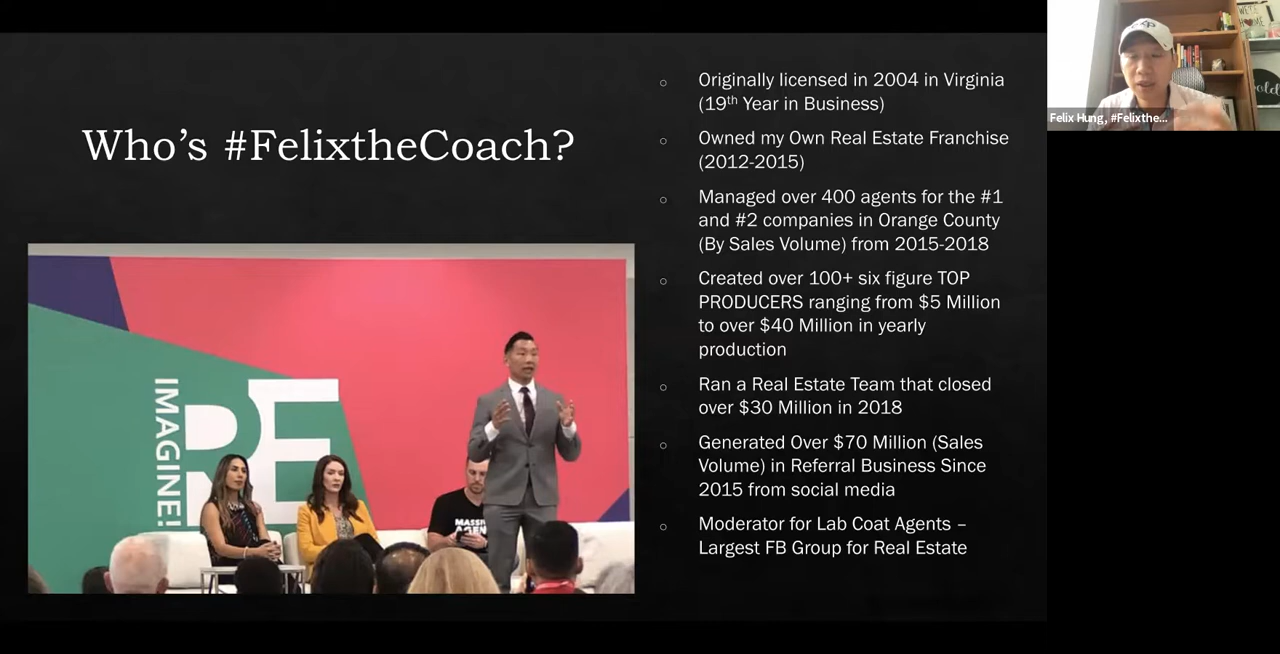 Who's #FelixtheCoach?
IMAGINE!
RE
MASSIVE
AGEN
○ Originally licensed in 2004 in Virginia
(19th Year in Business)
○ Owned my Own Real Estate Franchise
(2012-2015)
○ Managed over 400 agents for the #1
and #2 companies in Orange County
(By Sales Volume) from 2015-2018
○ Created over 100+ six figure TOP
PRODUCERS ranging from $5 Million
to over $40 Million in yearly
production
○ Ran a Real Estate Team that closed
over $30 Million in 2018
○ Generated Over $70 Million (Sales
Volume) in Referral Business Since
2015 from social media
○ Moderator for Lab Coat Agents –
Largest FB Group for Real Estate
Felix Hung, #Felixthe...